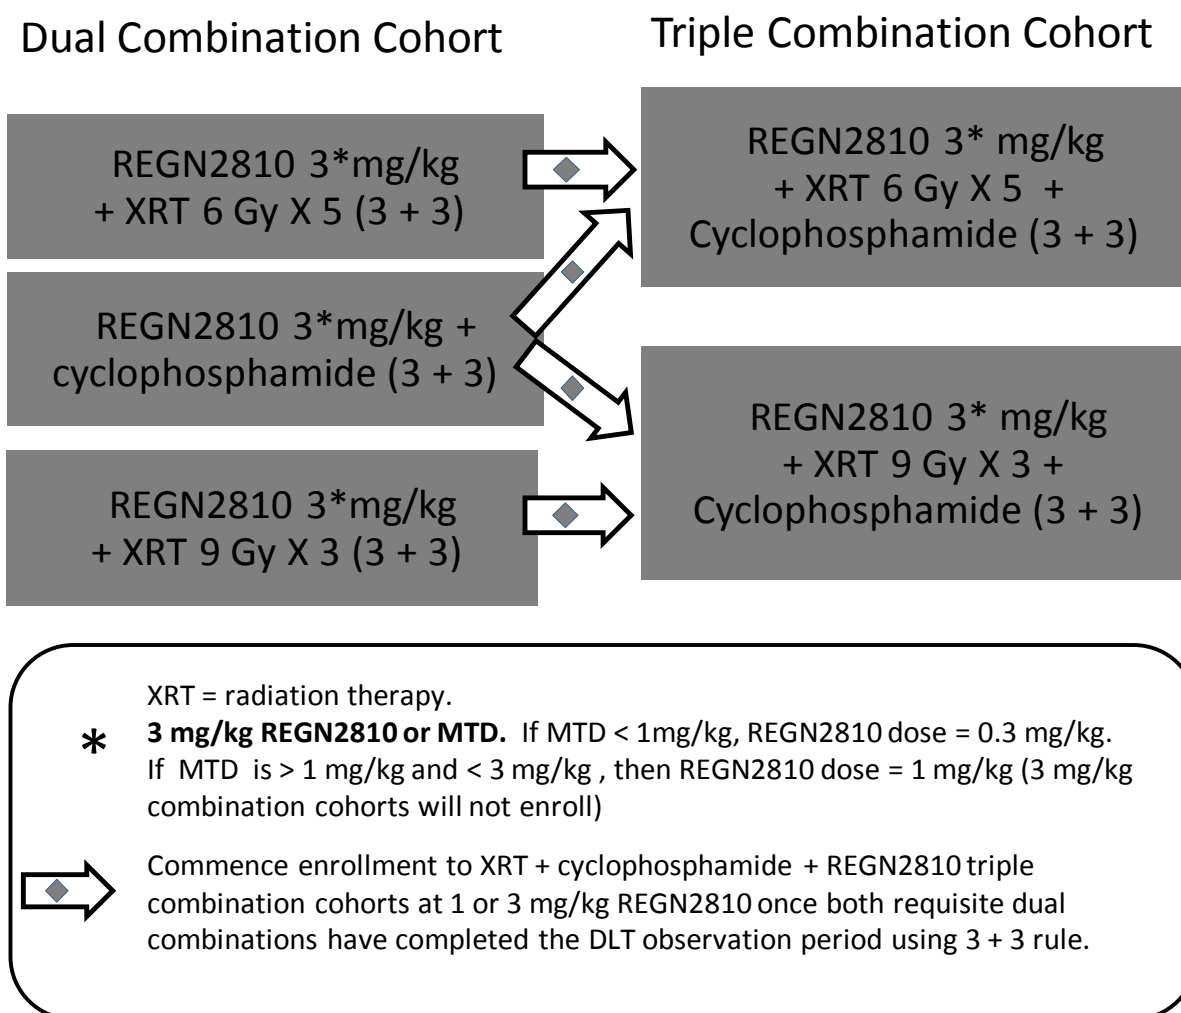 Dual Combination Cohort
Triple Combination Cohort
REGN2810 3*mg/kg
+ XRT 6 Gy X 5 (3 + 3)
REGN2810 3*mg/kg +
cyclophosphamide (3 + 3)
REGN2810 3*mg/kg
+ XRT 9 Gy X 3 (3 + 3)
REGN2810 3* mg/kg
+ XRT 6 Gy X 5 +
Cyclophosphamide (3 + 3)
REGN2810 3* mg/kg
+ XRT 9 Gy X 3 +
Cyclophosphamide (3 + 3)
XRT = radiation therapy.
* 3 mg/kg REGN2810 or MTD. If MTD < 1mg/kg, REGN2810 dose = 0.3 mg/kg.
If MTD is > 1 mg/kg and < 3 mg/kg , then REGN2810 dose = 1 mg/kg (3 mg/kg
combination cohorts will not enroll)
Commence enrollment to XRT + cyclophosphamide + REGN2810 triple
combination cohorts at 1 or 3 mg/kg REGN2810 once both requisite dual
combinations have completed the DLT observation period using 3 + 3 rule.